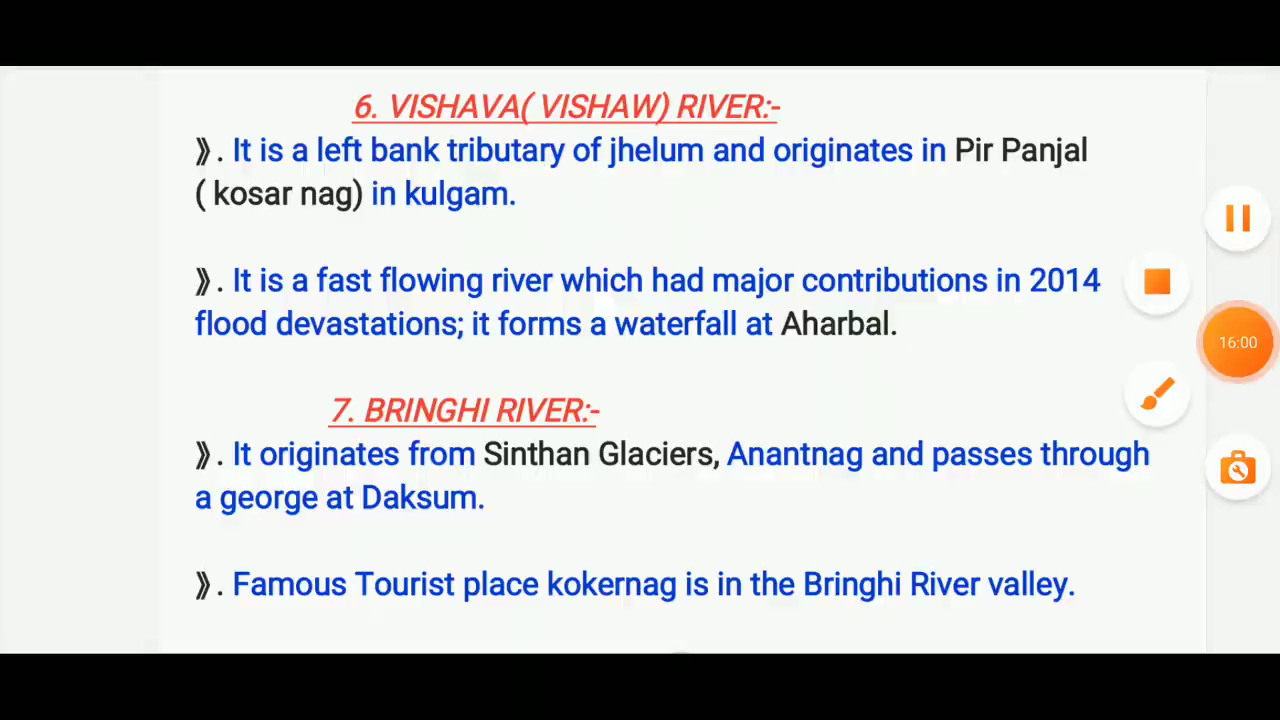 6. VISHAVA( VISHAW) RIVER:-
⟫ . It is a left bank tributary of jhelum and originates in Pir Panjal
( kosar nag) in kulgam.
⟫ . It is a fast flowing river which had major contributions in 2014
flood devastations; it forms a waterfall at Aharbal.
7. BRINGHI RIVER:-
⟫ . It originates from Sinthan Glaciers, Anantnag and passes through
a george at Daksum.
⟫ . Famous Tourist place kokernag is in the Bringhi River valley.
16:00